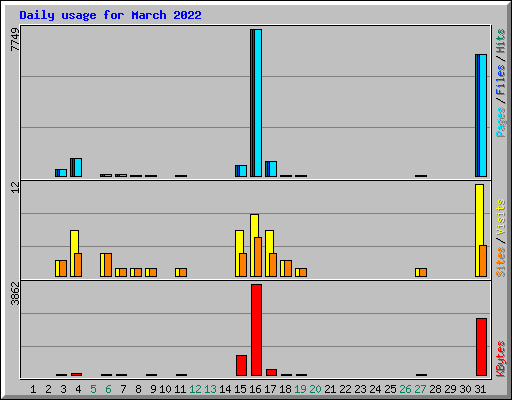 Daily usage for March 2022
7749
Pages / Files / Hits
12
Sites / Visits
3862
KBytes
1 2 3 4 5 6 7 8 9 10 11 12 13 14 15 16 17 18 19 20 21 22 23 24 25 26 27 28 29 30 31